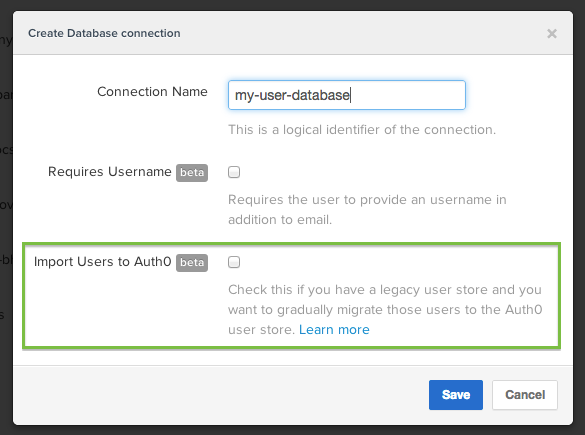 Create Database connection
×
Connection Name
my-user-database
This is a logical identifier of the connection.
Requires Username beta
Requires the user to provide an username in
addition to email.
Import Users to Auth0 beta
Check this if you have a legacy user store and you
want to gradually migrate those users to the Auth0
user store. Learn more
Save Cancel